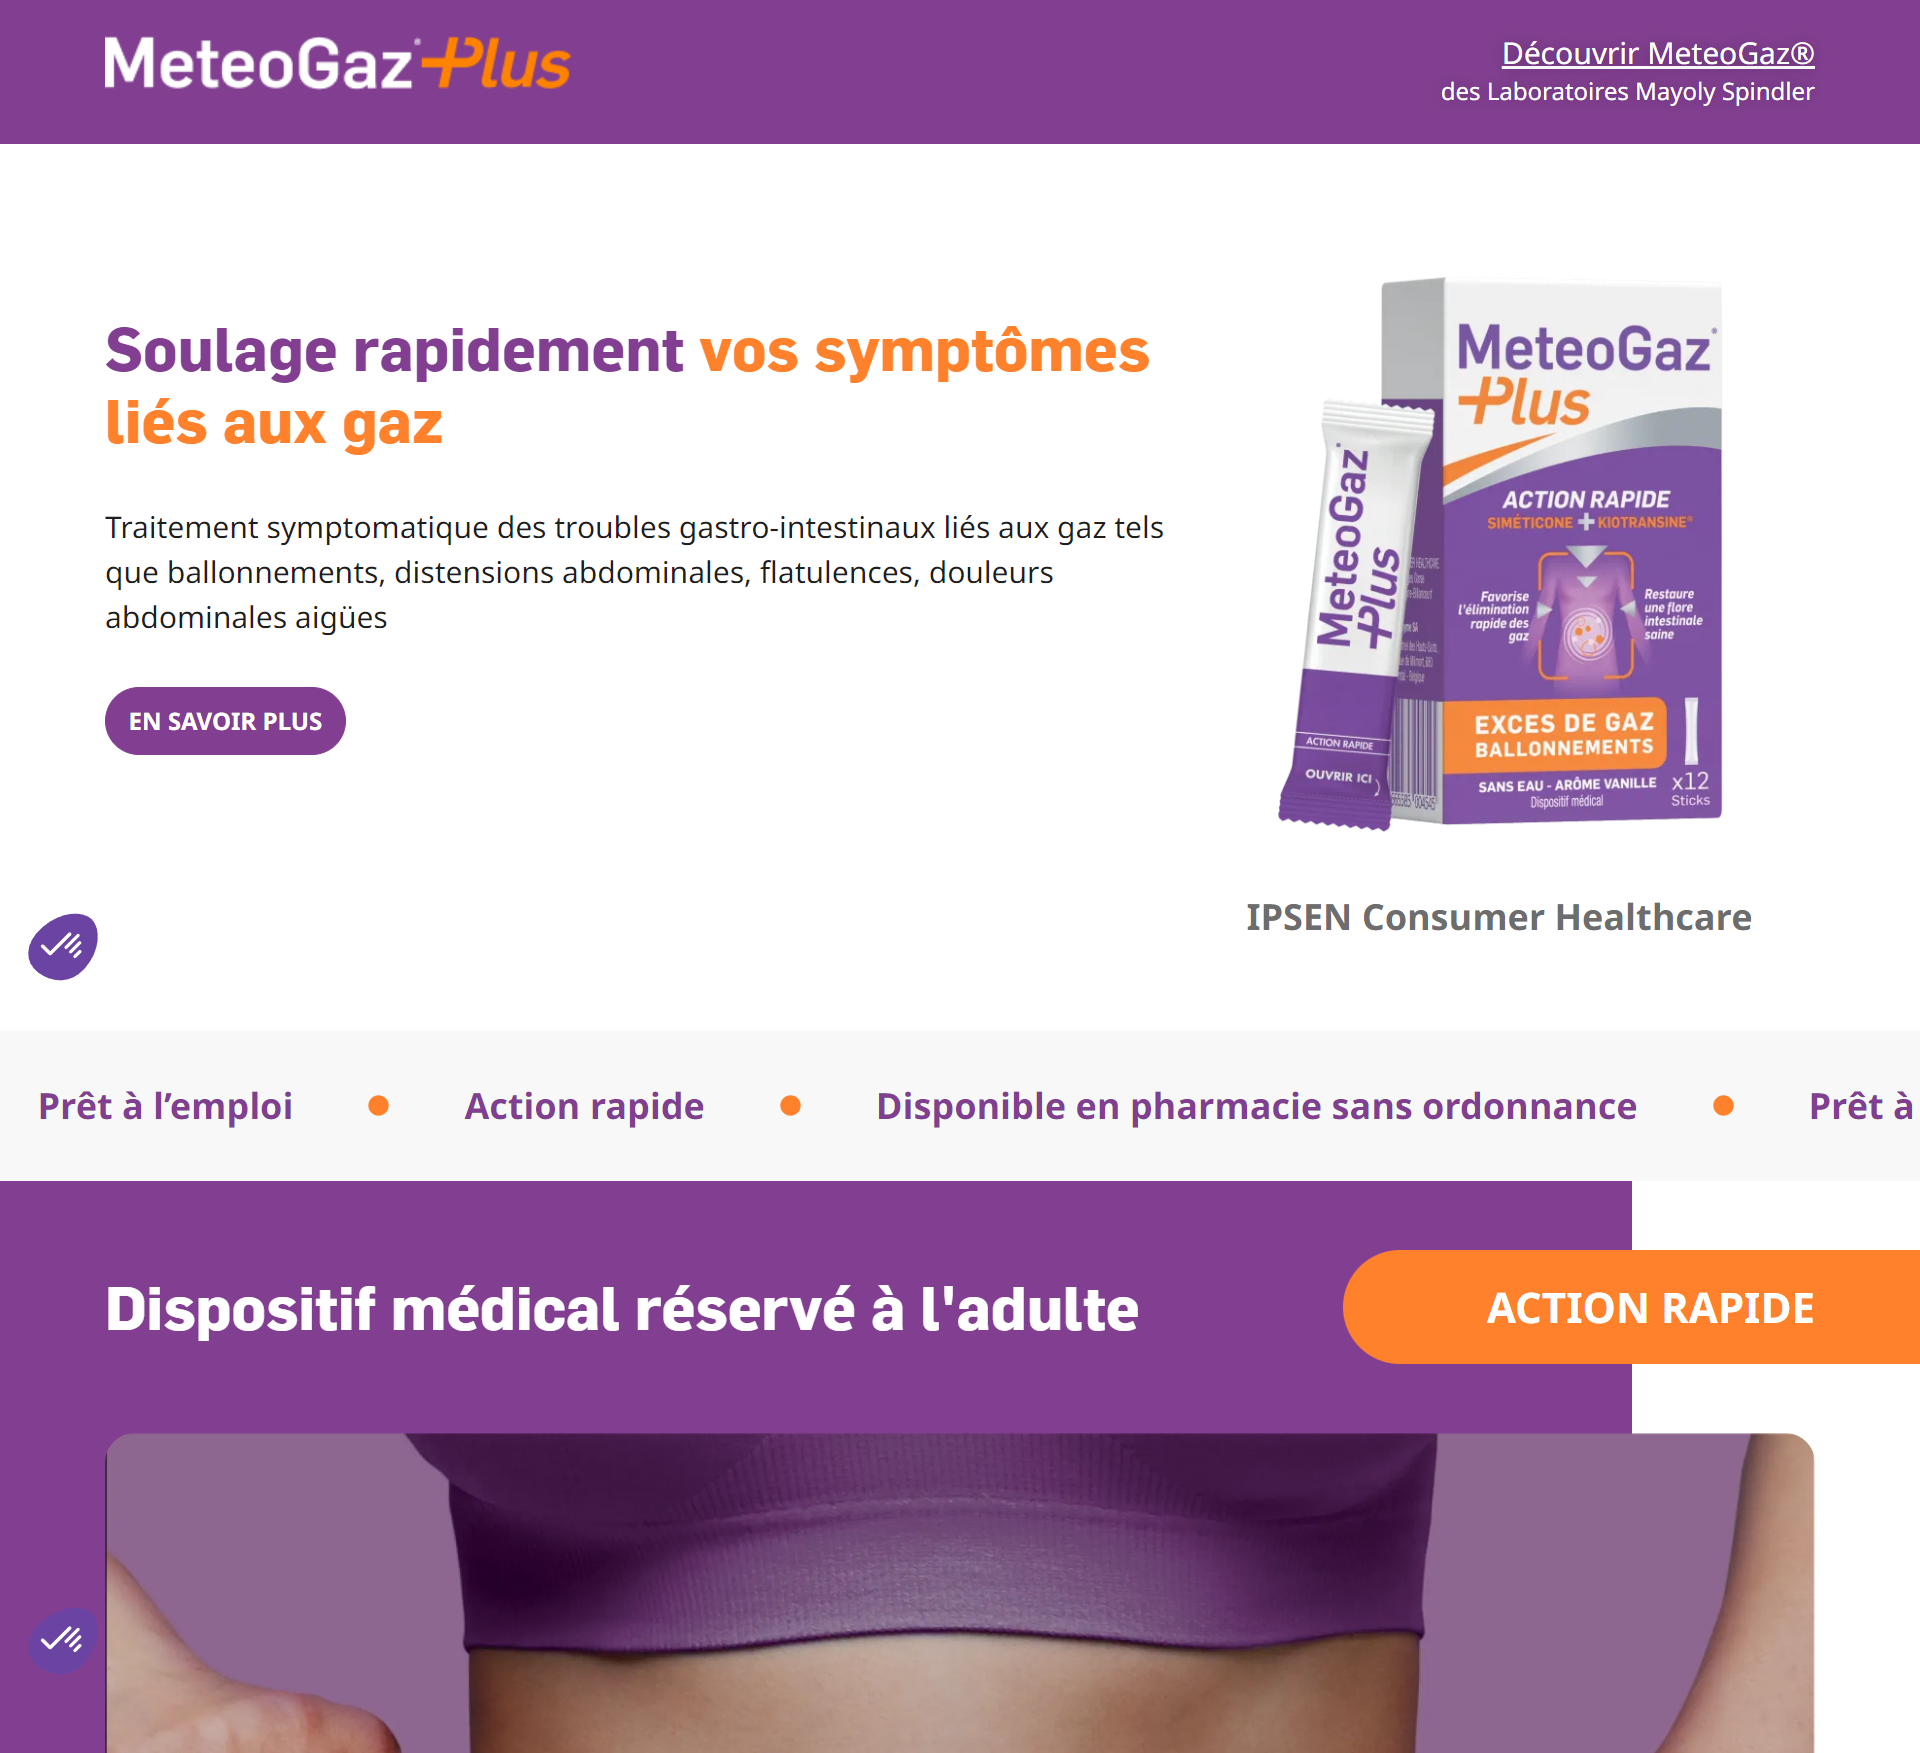 MeteoGaz® Plus
Découvrir MeteoGaz®
des Laboratoires Mayoly Spindler
Soulage rapidement vos symptômes
liés aux gaz
Traitement symptomatique des troubles gastro-intestinaux liés aux gaz tels
que ballonnements, distensions abdominales, flatulences, douleurs
abdominales aigües
EN SAVOIR PLUS
MeteoGaz®
Plus
ACTION RAPIDE
SIMÉTICONE + KIOTRANSINE®
Favorise
l'élimination
rapide des
gaz
Restaure
une flore
intestinale
saine
EXCES DE GAZ
BALLONNEMENTS
SANS EAU - ARÔME VANILLE
Dispositif médical
x12
Sticks
MeteoGaz®
Plus
ACTION RAPIDE
OUVRIR ICI
IPSEN Consumer Healthcare
Prêt à l’emploi • Action rapide • Disponible en pharmacie sans ordonnance • Prêt à
Dispositif médical réservé à l'adulte
ACTION RAPIDE